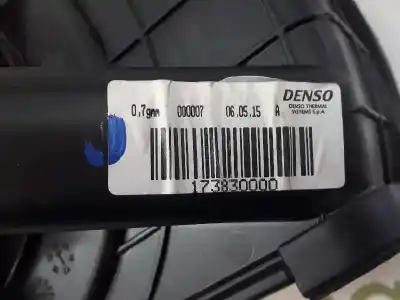 DENSO
DENSO THERMAL
SYSTEMS S.p.A.
0,7gmm 000007 06.05.15 A
173830000